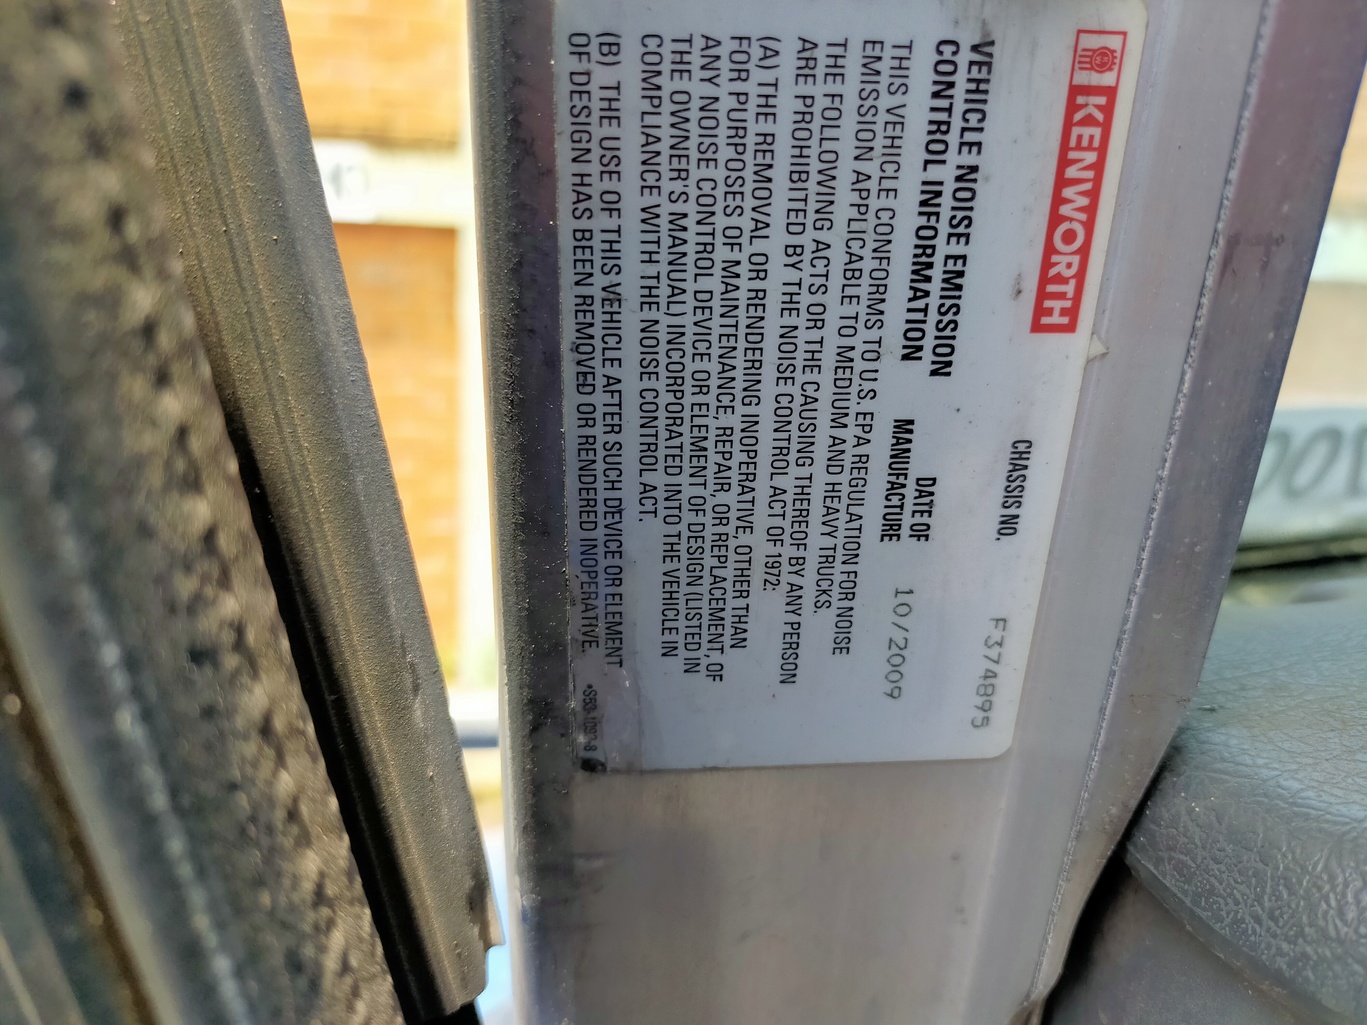 KENWORTH
CHASSIS NO. F374895
VEHICLE NOISE EMISSION
CONTROL INFORMATION
DATE OF
MANUFACTURE 10/2009
THIS VEHICLE CONFORMS TO U.S. EPA REGULATION FOR NOISE
EMISSION APPLICABLE TO MEDIUM AND HEAVY TRUCKS.
THE FOLLOWING ACTS OR THE CAUSING THEREOF BY ANY PERSON
ARE PROHIBITED BY THE NOISE CONTROL ACT OF 1972:
(A) THE REMOVAL OR RENDERING INOPERATIVE, OTHER THAN
FOR PURPOSES OF MAINTENANCE, REPAIR, OR REPLACEMENT, OF
ANY NOISE CONTROL DEVICE OR ELEMENT OF DESIGN (LISTED IN
THE OWNER'S MANUAL) INCORPORATED INTO THE VEHICLE IN
COMPLIANCE WITH THE NOISE CONTROL ACT.
(B) THE USE OF THIS VEHICLE AFTER SUCH DEVICE OR ELEMENT
OF DESIGN HAS BEEN REMOVED OR RENDERED INOPERATIVE.